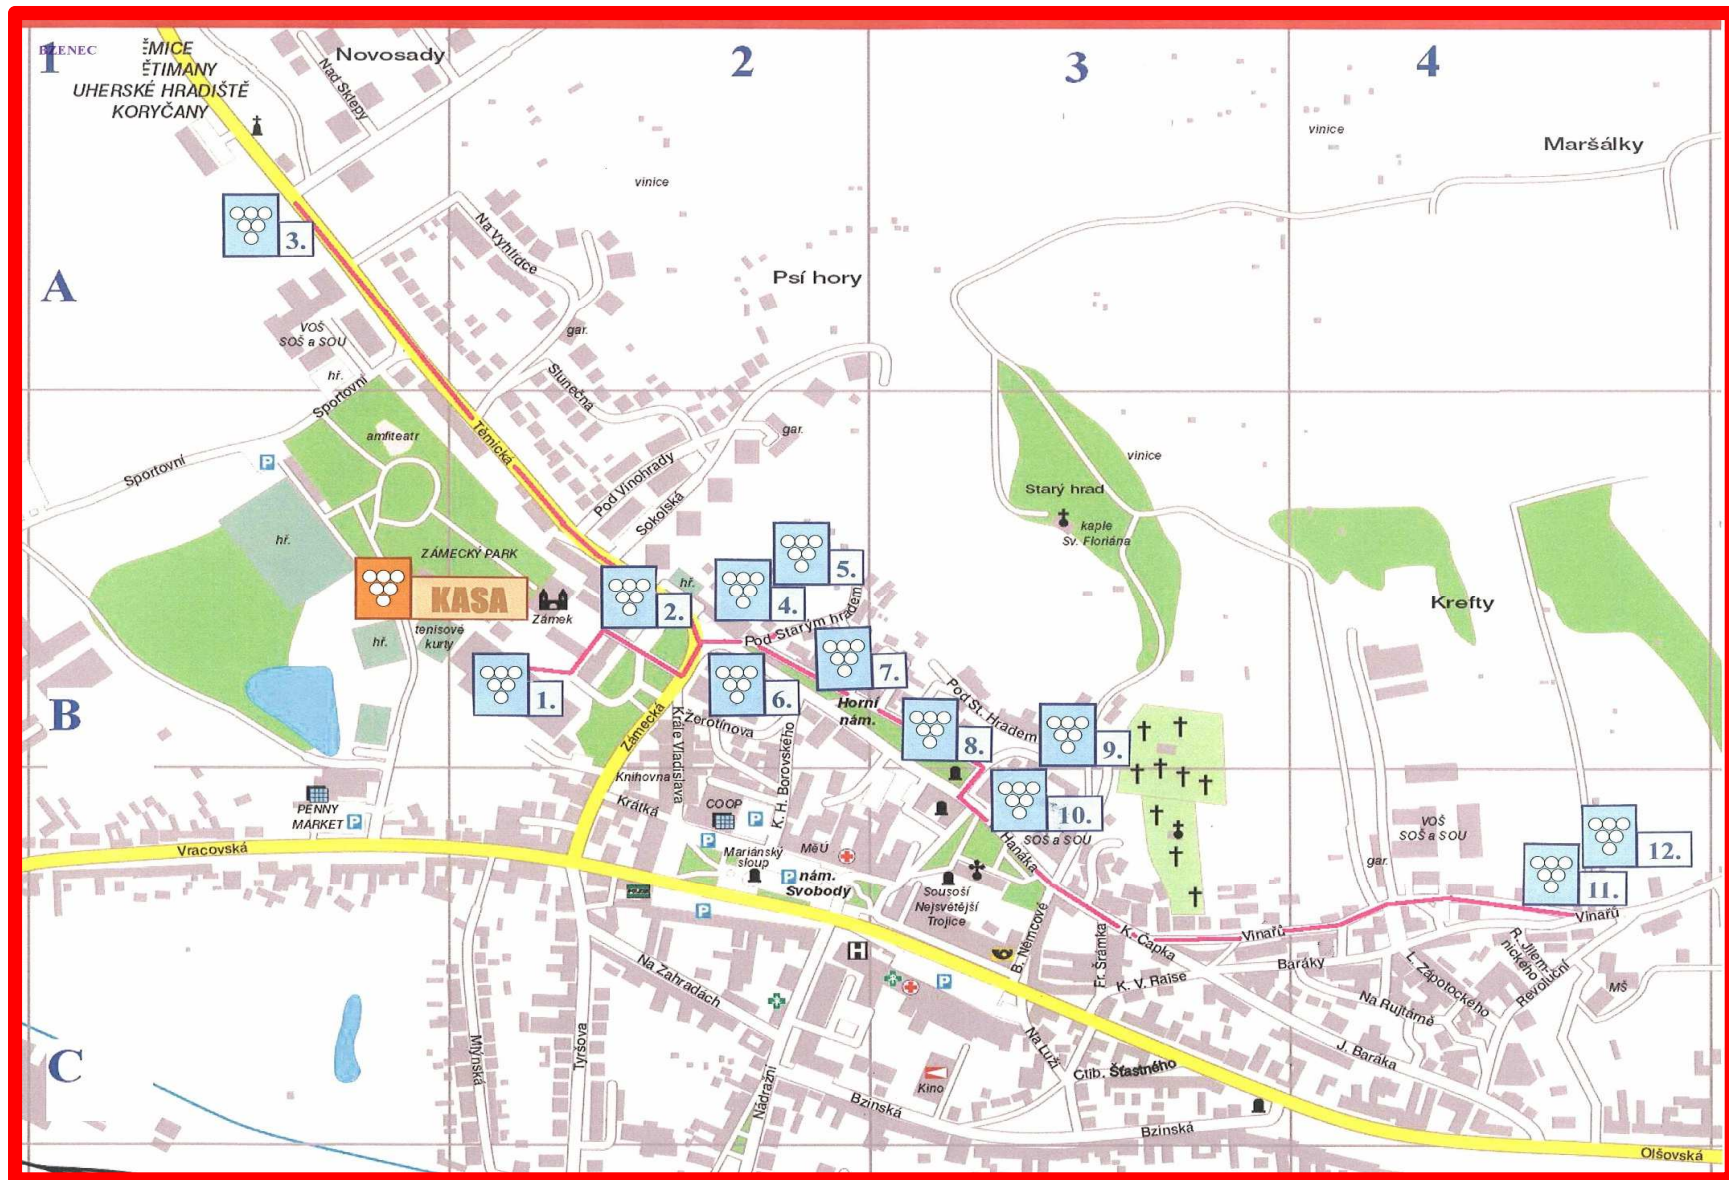 BZENEC
1
2
3
4
A
B
C
TIMANY
UHERSKÉ HRADIŠTĚ
KORYČANY
Novosady
Nad Sklepy
vinice
vinice
Maršálky
3.
Na Vyhlídce
Psí hory
VOŠ
SOŠ a SOU
gar.
hř.
Sportovní
Slunečná
amfiteatr
Těmická
gar.
vinice
Sportovní
Pod Vinohrady
Sokolská
Starý hrad
kaple
Sv. Floriána
hř.
ZÁMECKÝ PARK
KASA
Zámek
2.
hř.
4.
5.
Krefty
tenisové
kurty
hř.
Pod Starým hradem
1.
6.
7.
Horní
nám.
Pod St. Hradem
8.
9.
Zámecká
Krále Vladislava
Žerotínova
K. H. Borovského
Knihovna
Krátká
PENNY
MARKET
P
COOP
P
10.
SOŠ a SOU
Hanáka
VOŠ
SOŠ a SOU
12.
11.
gar.
Vracovská
Mariánský
sloup
MěÚ
P
nám.
Svobody
Sousoší
Nejsvětější
Trojice
Vinařů
Vinařů
K. Čapka
B. Němcové
Fr. Šrámka
K. V. Raise
Baráky
R. Jilem-
nického
L. Zápotockého
Revoluční
MŠ
Na Rujtárně
H
P
Na Zahradách
Mlýnská
Tyršova
Nádražní
Na Luži
J. Baráka
Ctib. Šťastného
Kino
Bzinská
Bzinská
Olšovská